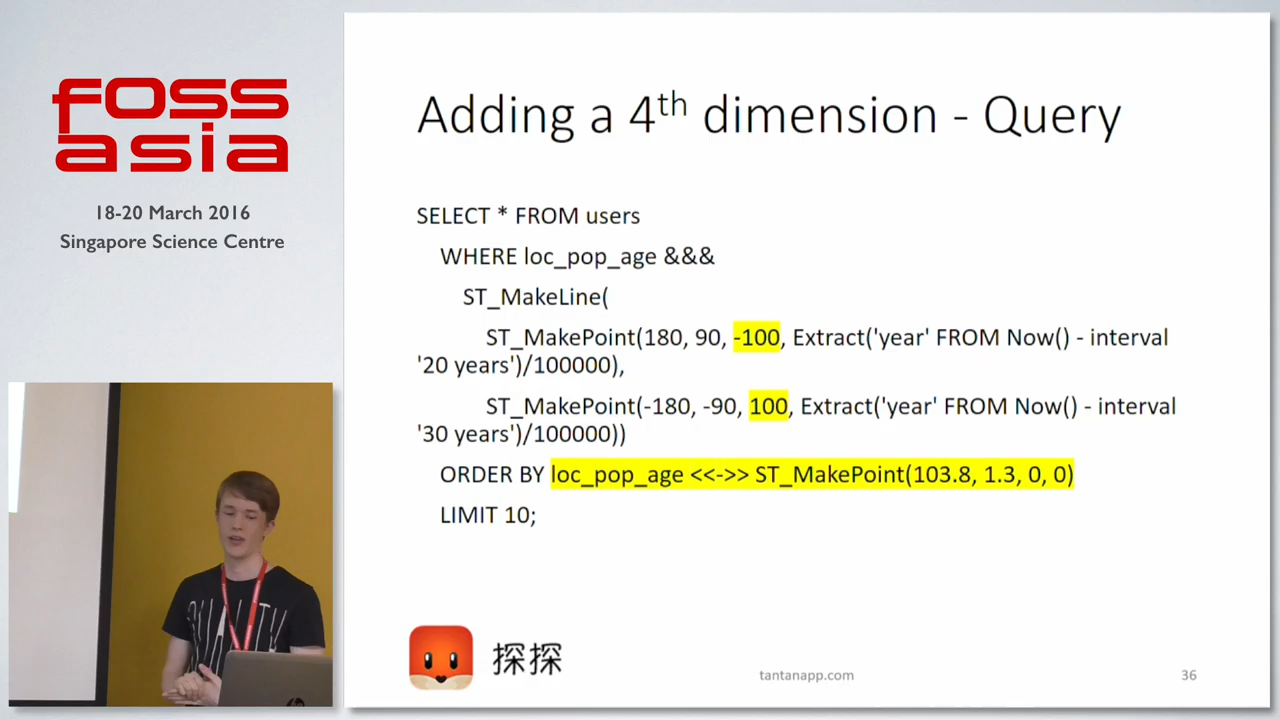 foss
asia
18-20 March 2016
Singapore Science Centre
Adding a 4th dimension - Query
SELECT * FROM users
WHERE loc_pop_age &&&
ST_MakeLine(
ST_MakePoint(180, 90, -100, Extract('year' FROM Now() - interval
'20 years')/100000),
ST_MakePoint(-180, -90, 100, Extract('year' FROM Now() - interval
'30 years')/100000))
ORDER BY loc_pop_age <<->> ST_MakePoint(103.8, 1.3, 0, 0)
LIMIT 10;
探探
tantanapp.com
36